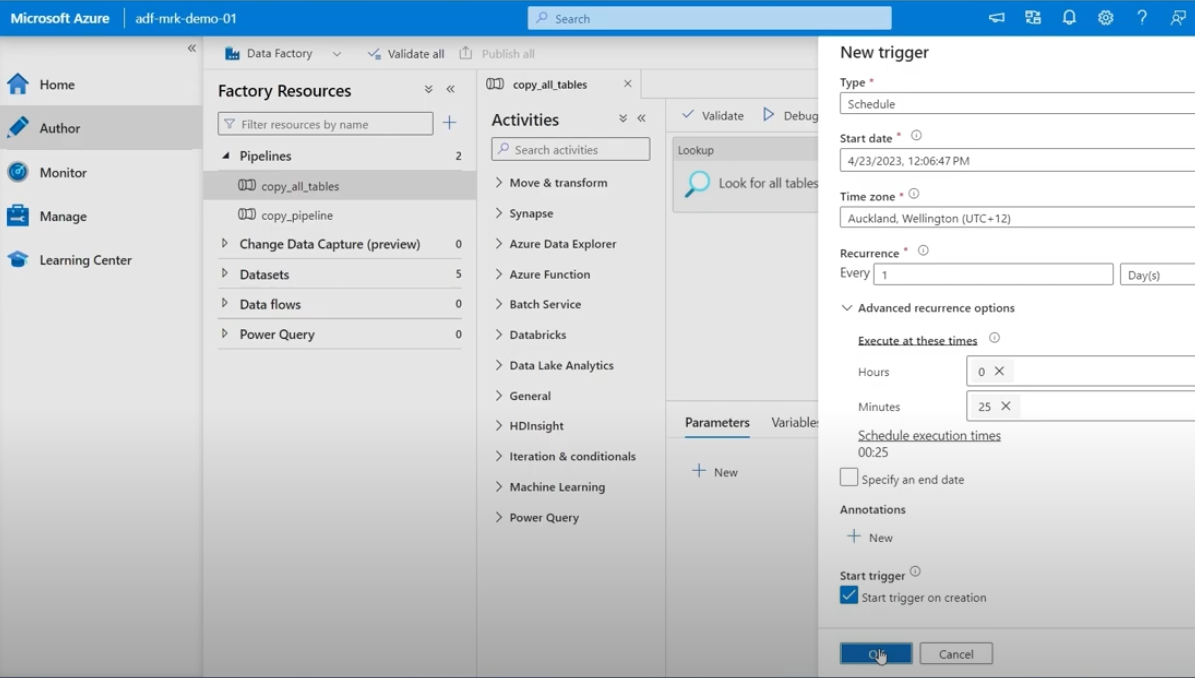 Microsoft Azure
adf-mrk-demo-01
Search
Data Factory
Validate all
Publish all
Home
Author
Monitor
Manage
Learning Center
Factory Resources
Filter resources by name
Pipelines 2
copy_all_tables
copy_pipeline
Change Data Capture (preview) 0
Datasets 5
Data flows 0
Power Query 0
copy_all_tables
Activities
Search activities
Move & transform
Synapse
Azure Data Explorer
Azure Function
Batch Service
Databricks
Data Lake Analytics
General
HDInsight
Iteration & conditionals
Machine Learning
Power Query
Validate
Debug
Lookup
Look for all tables
Parameters
Variables
New
New trigger
Type *
Schedule
Start date *
4/23/2023, 12:06:47 PM
Time zone *
Auckland, Wellington (UTC+12)
Recurrence *
Every 1 Day(s)
Advanced recurrence options
Execute at these times
Hours 0
Minutes 25
Schedule execution times
00:25
Specify an end date
Annotations
New
Start trigger
Start trigger on creation
OK
Cancel